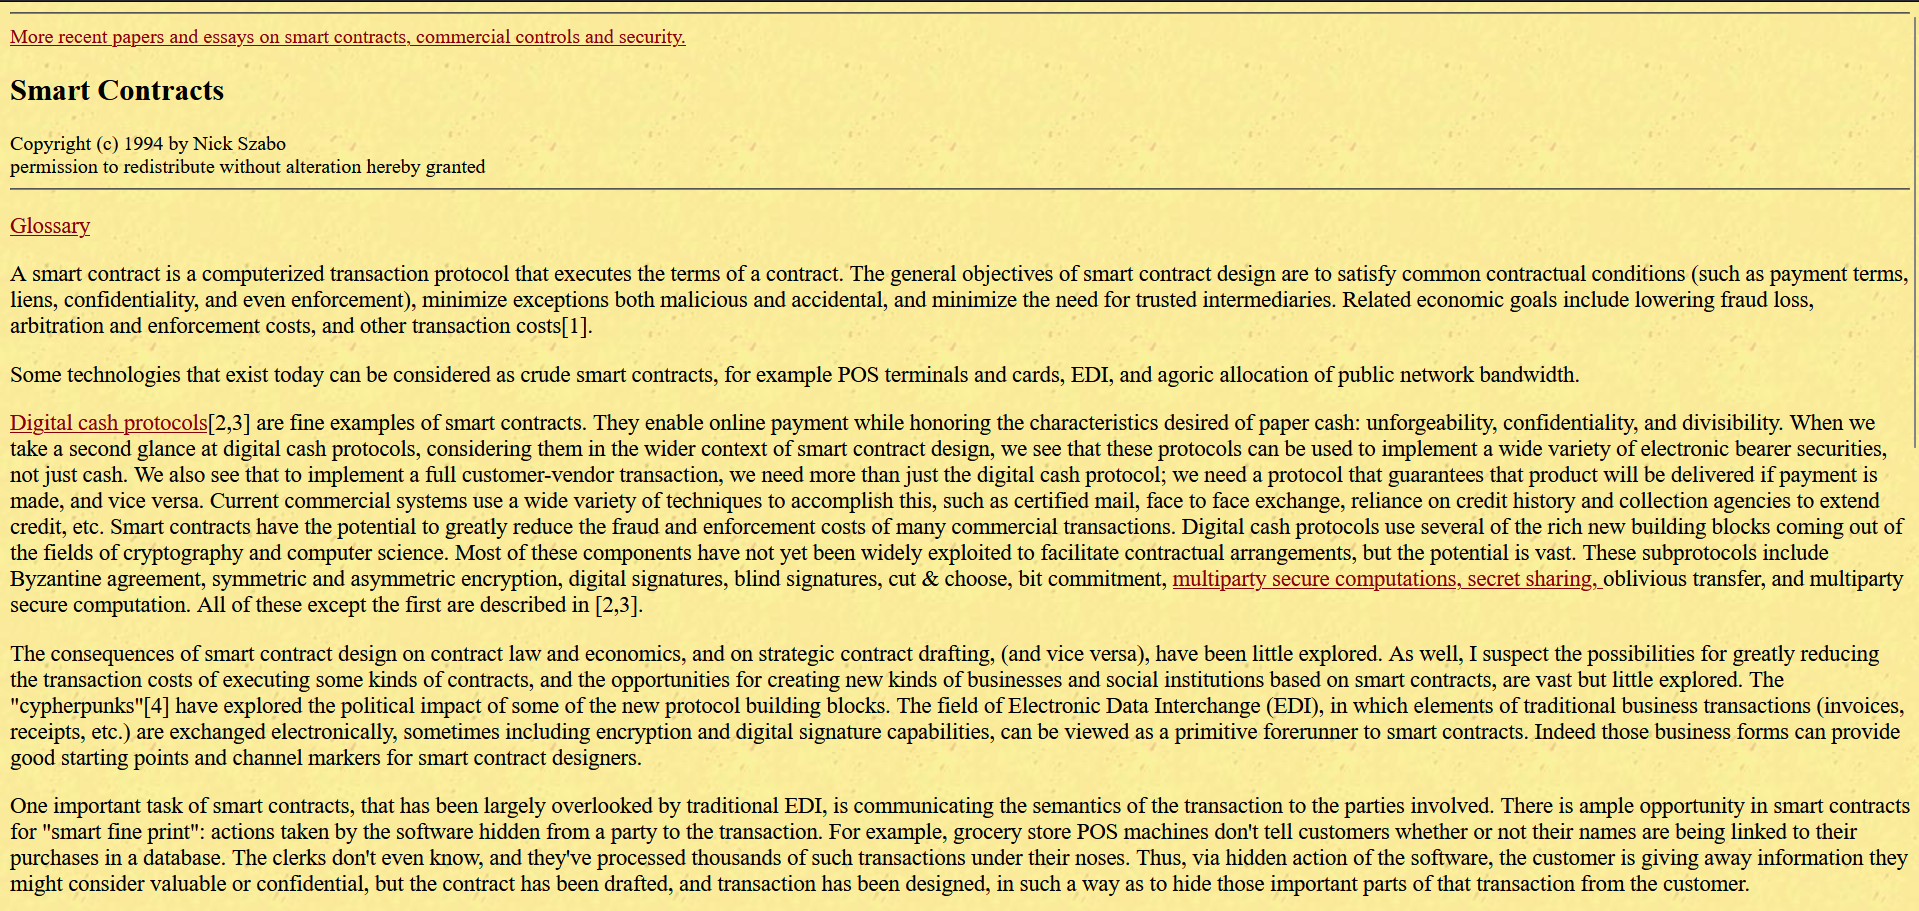 More recent papers and essays on smart contracts, commercial controls and security.
Smart Contracts
Copyright (c) 1994 by Nick Szabo
permission to redistribute without alteration hereby granted
Glossary
A smart contract is a computerized transaction protocol that executes the terms of a contract. The general objectives of smart contract design are to satisfy common contractual conditions (such as payment terms,
liens, confidentiality, and even enforcement), minimize exceptions both malicious and accidental, and minimize the need for trusted intermediaries. Related economic goals include lowering fraud loss,
arbitration and enforcement costs, and other transaction costs[1].
Some technologies that exist today can be considered as crude smart contracts, for example POS terminals and cards, EDI, and agoric allocation of public network bandwidth.
Digital cash protocols[2,3] are fine examples of smart contracts. They enable online payment while honoring the characteristics desired of paper cash: unforgeability, confidentiality, and divisibility. When we
take a second glance at digital cash protocols, considering them in the wider context of smart contract design, we see that these protocols can be used to implement a wide variety of electronic bearer securities,
not just cash. We also see that to implement a full customer-vendor transaction, we need more than just the digital cash protocol; we need a protocol that guarantees that product will be delivered if payment is
made, and vice versa. Current commercial systems use a wide variety of techniques to accomplish this, such as certified mail, face to face exchange, reliance on credit history and collection agencies to extend
credit, etc. Smart contracts have the potential to greatly reduce the fraud and enforcement costs of many commercial transactions. Digital cash protocols use several of the rich new building blocks coming out of
the fields of cryptography and computer science. Most of these components have not yet been widely exploited to facilitate contractual arrangements, but the potential is vast. These subprotocols include
Byzantine agreement, symmetric and asymmetric encryption, digital signatures, blind signatures, cut & choose, bit commitment, multiparty secure computations, secret sharing, oblivious transfer, and multiparty
secure computation. All of these except the first are described in [2,3].
The consequences of smart contract design on contract law and economics, and on strategic contract drafting, (and vice versa), have been little explored. As well, I suspect the possibilities for greatly reducing
the transaction costs of executing some kinds of contracts, and the opportunities for creating new kinds of businesses and social institutions based on smart contracts, are vast but little explored. The
"cypherpunks"[4] have explored the political impact of some of the new protocol building blocks. The field of Electronic Data Interchange (EDI), in which elements of traditional business transactions (invoices,
receipts, etc.) are exchanged electronically, sometimes including encryption and digital signature capabilities, can be viewed as a primitive forerunner to smart contracts. Indeed those business forms can provide
good starting points and channel markers for smart contract designers.
One important task of smart contracts, that has been largely overlooked by traditional EDI, is communicating the semantics of the transaction to the parties involved. There is ample opportunity in smart contracts
for "smart fine print": actions taken by the software hidden from a party to the transaction. For example, grocery store POS machines don't tell customers whether or not their names are being linked to their
purchases in a database. The clerks don't even know, and they've processed thousands of such transactions under their noses. Thus, via hidden action of the software, the customer is giving away information they
might consider valuable or confidential, but the contract has been drafted, and transaction has been designed, in such a way as to hide those important parts of that transaction from the customer.